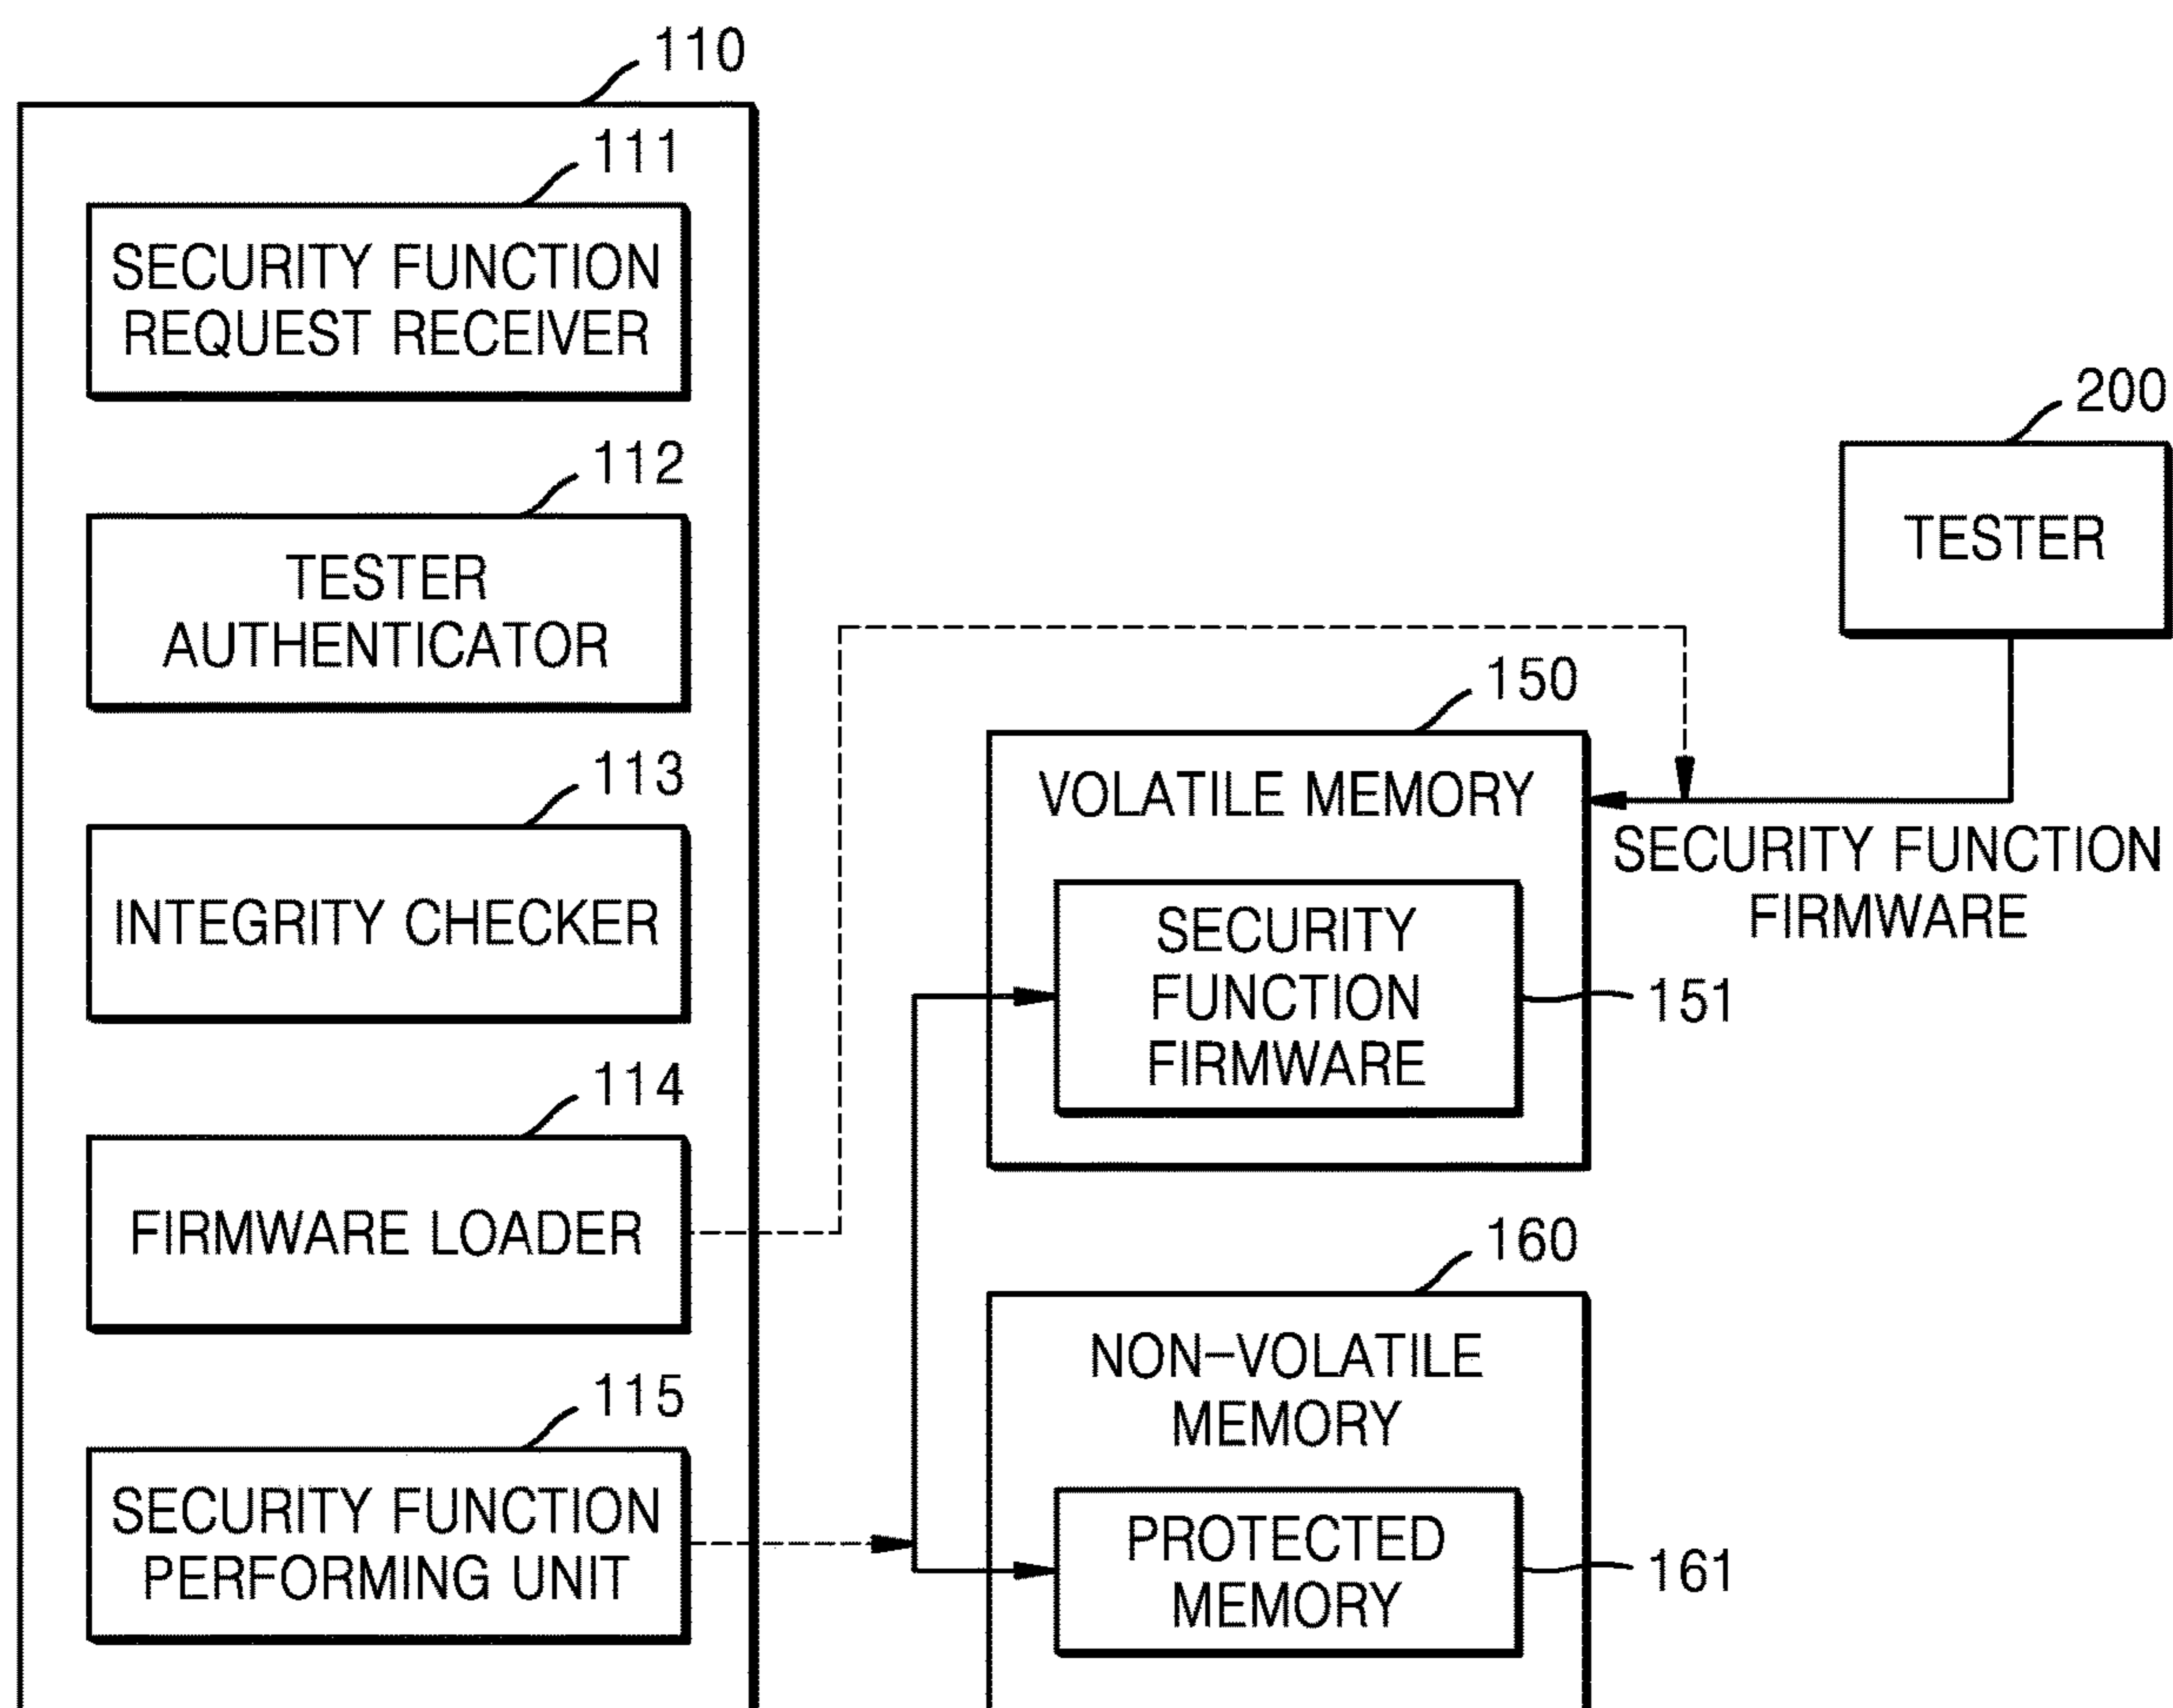 110
111
SECURITY FUNCTION
REQUEST RECEIVER
112
TESTER
AUTHENTICATOR
113
INTEGRITY CHECKER
114
FIRMWARE LOADER
115
SECURITY FUNCTION
PERFORMING UNIT
150
VOLATILE MEMORY
SECURITY
FUNCTION
FIRMWARE
151
160
NON-VOLATILE
MEMORY
PROTECTED
MEMORY
161
200
TESTER
SECURITY FUNCTION
FIRMWARE